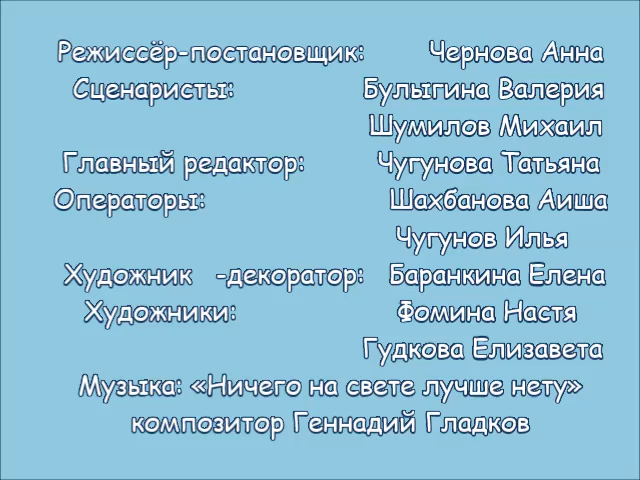 Режиссёр-постановщик: Чернова Анна
Сценаристы: Булыгина Валерия
Шумилов Михаил
Главный редактор: Чугунова Татьяна
Операторы: Шахбанова Аиша
Чугунов Илья
Художник -декоратор: Баранкина Елена
Художники: Фомина Настя
Гудкова Елизавета
Музыка: «Ничего на свете лучше нету»
композитор Геннадий Гладков